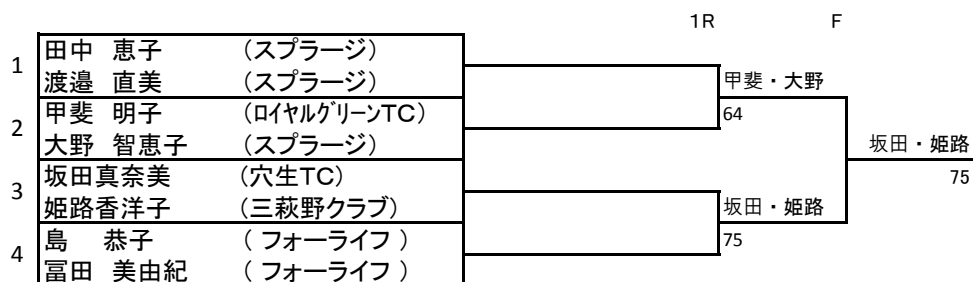 1R F
1 田中 恵子 (スプラージ)
渡邉 直美 (スプラージ)
2 甲斐 明子 (ロイヤルグリーンTC)
大野 智恵子 (スプラージ)
3 坂田真奈美 (穴生TC)
姫路香洋子 (三萩野クラブ)
4 島 恭子 ( フォーライフ )
冨田 美由紀 ( フォーライフ )
甲斐・大野
64
坂田・姫路
75
坂田・姫路
75